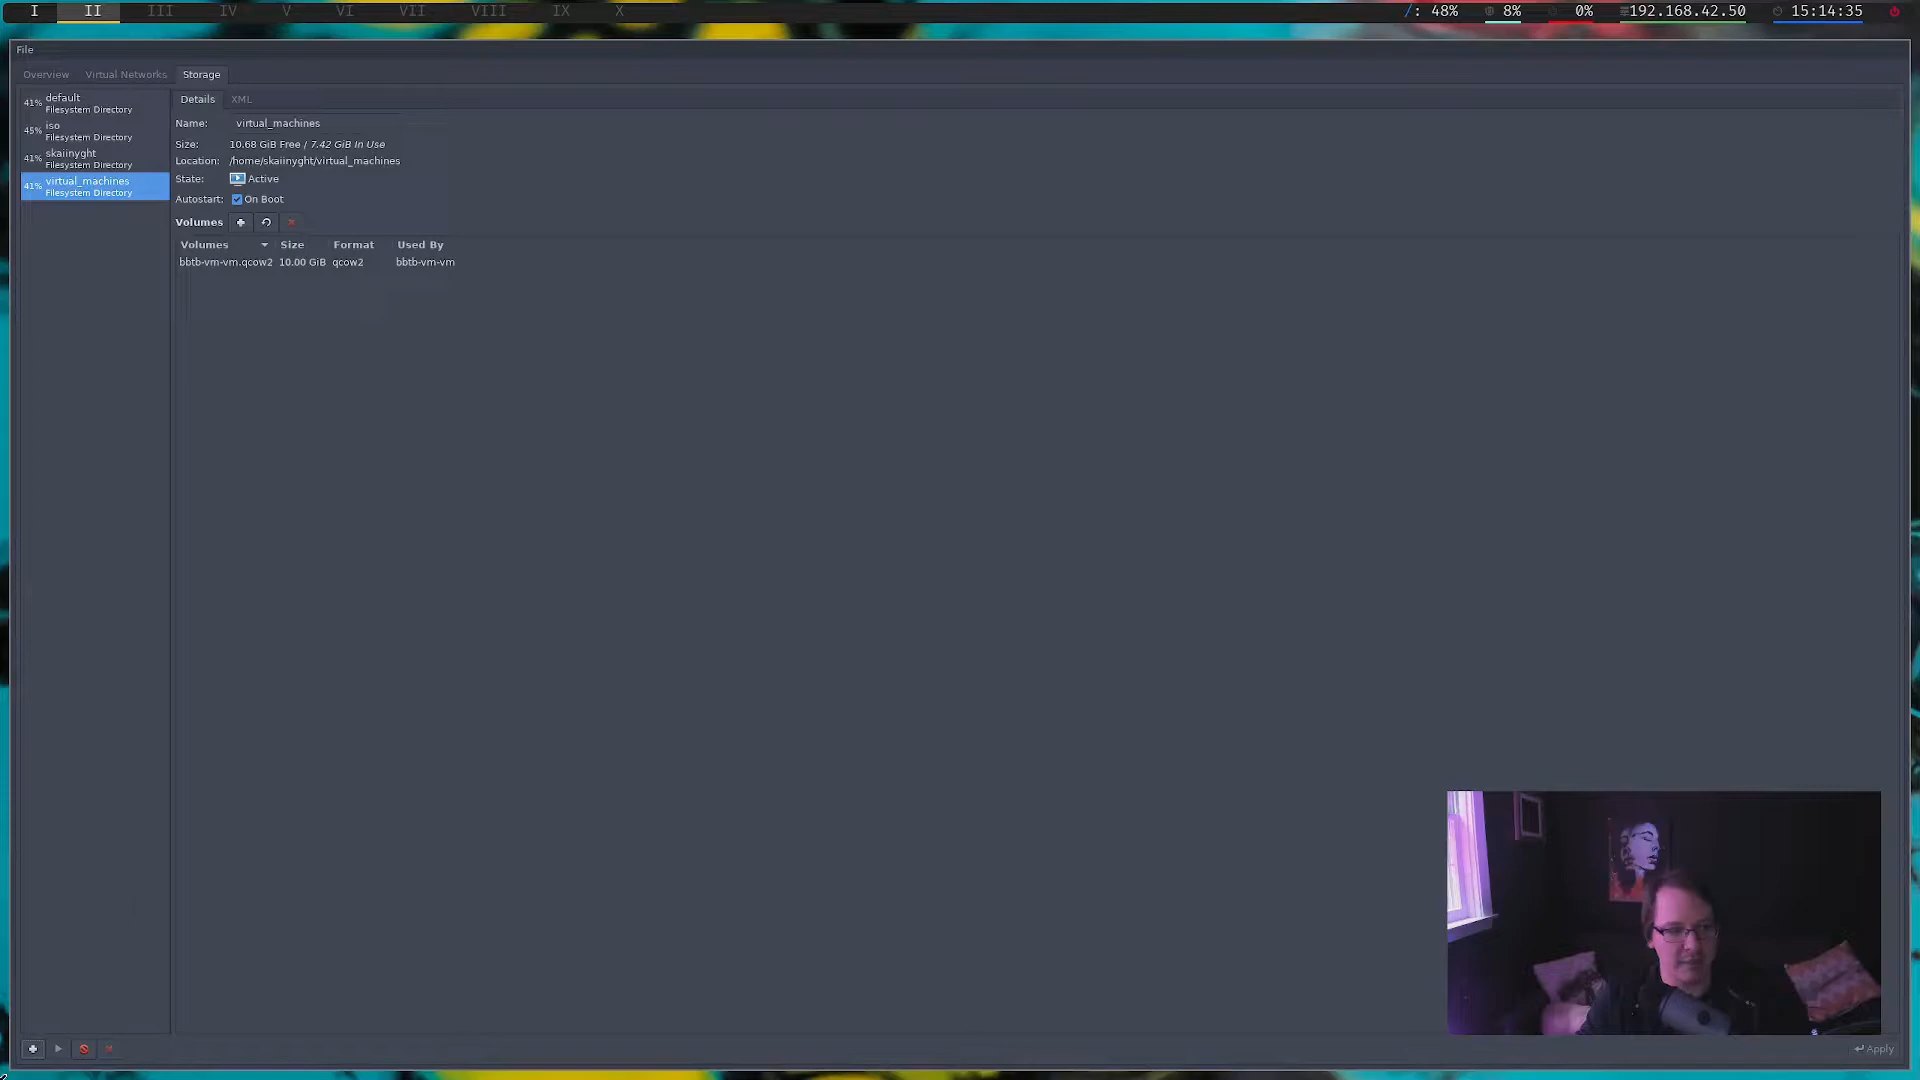 I II III IV V VI VII VIII IX X /: 48% 8% 0% 192.168.42.50 15:14:35
File
Overview Virtual Networks Storage
41% default
Filesystem Directory
45% iso
Filesystem Directory
41% skaiinyght
Filesystem Directory
41% virtual_machines
Filesystem Directory
Details XML
Name: virtual_machines
Size: 10.68 GiB Free / 7.42 GiB In Use
Location: /home/skaiinyght/virtual_machines
State: Active
Autostart: On Boot
Volumes
Volumes Size Format Used By
bbtb-vm-vm.qcow2 10.00 GiB qcow2 bbtb-vm-vm
Apply